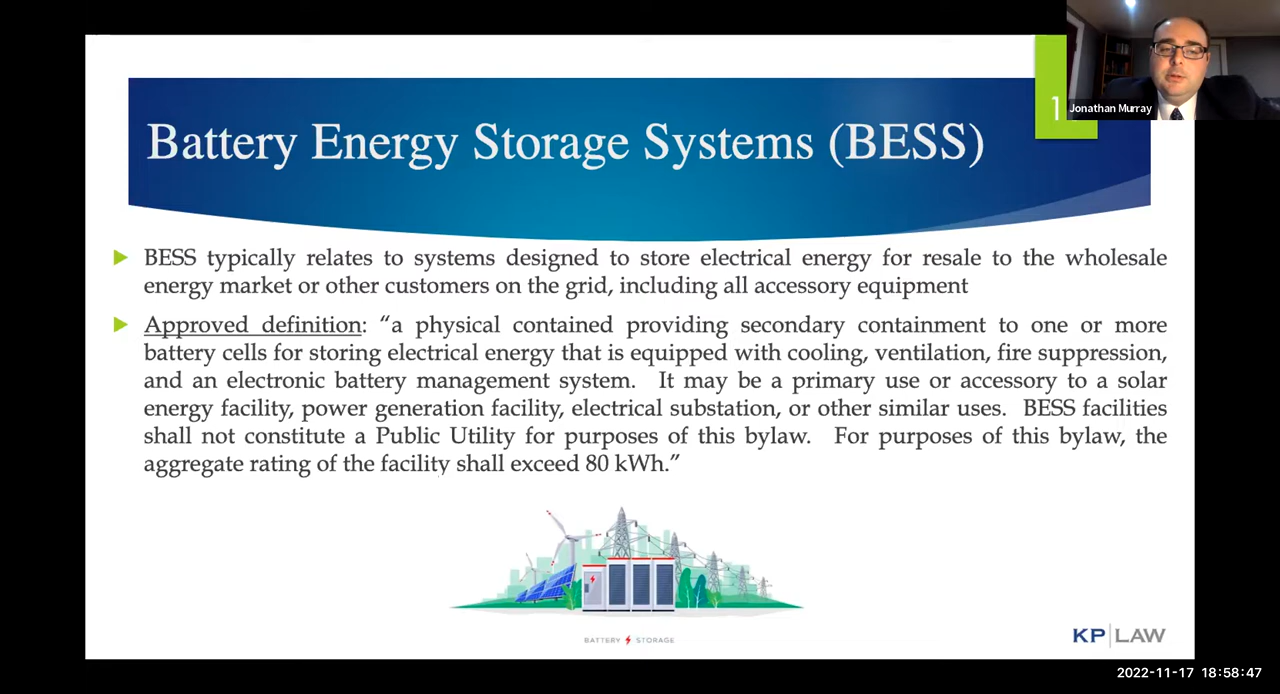 Battery Energy Storage Systems (BESS)
1
Jonathan Murray
BESS typically relates to systems designed to store electrical energy for resale to the wholesale
energy market or other customers on the grid, including all accessory equipment
Approved definition: “a physical contained providing secondary containment to one or more
battery cells for storing electrical energy that is equipped with cooling, ventilation, fire suppression,
and an electronic battery management system. It may be a primary use or accessory to a solar
energy facility, power generation facility, electrical substation, or other similar uses. BESS facilities
shall not constitute a Public Utility for purposes of this bylaw. For purposes of this bylaw, the
aggregate rating of the facility shall exceed 80 kWh.”
BATTERY STORAGE
KP LAW
2022-11-17 18:58:47